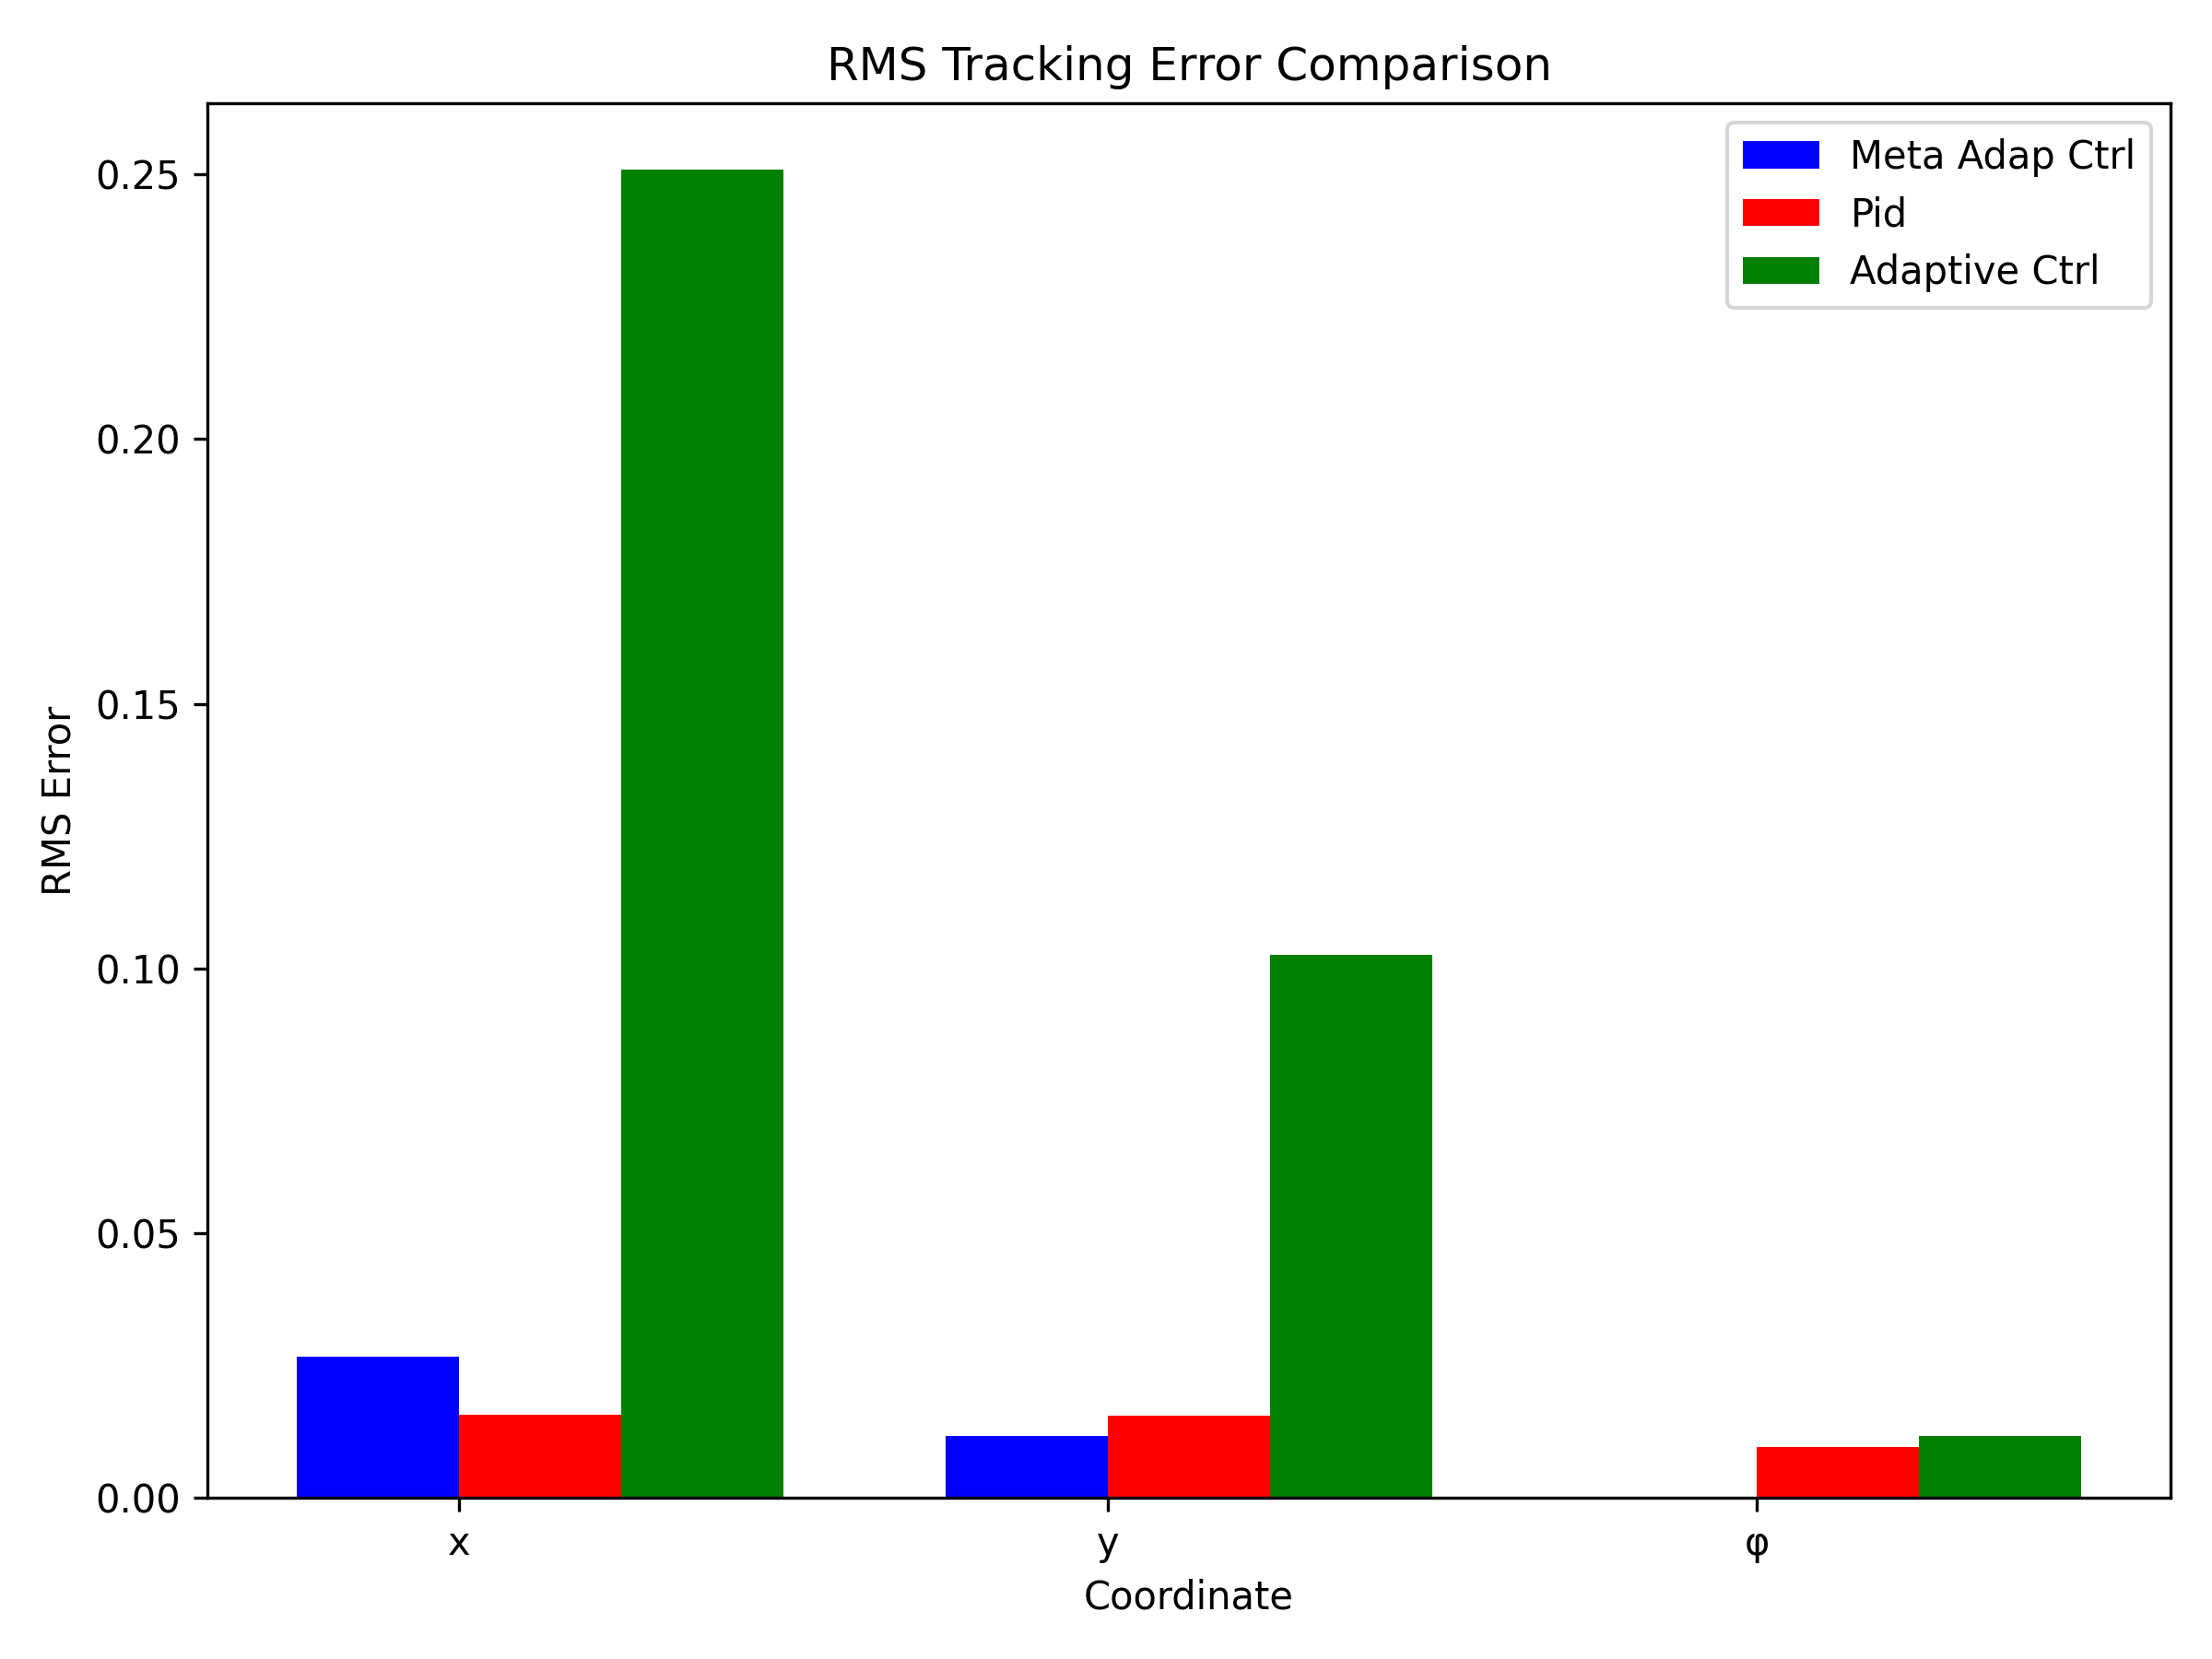 RMS Tracking Error Comparison
Meta Adap Ctrl
Pid
Adaptive Ctrl
RMS Error
0.25
0.20
0.15
0.10
0.05
0.00
x
y
φ
Coordinate